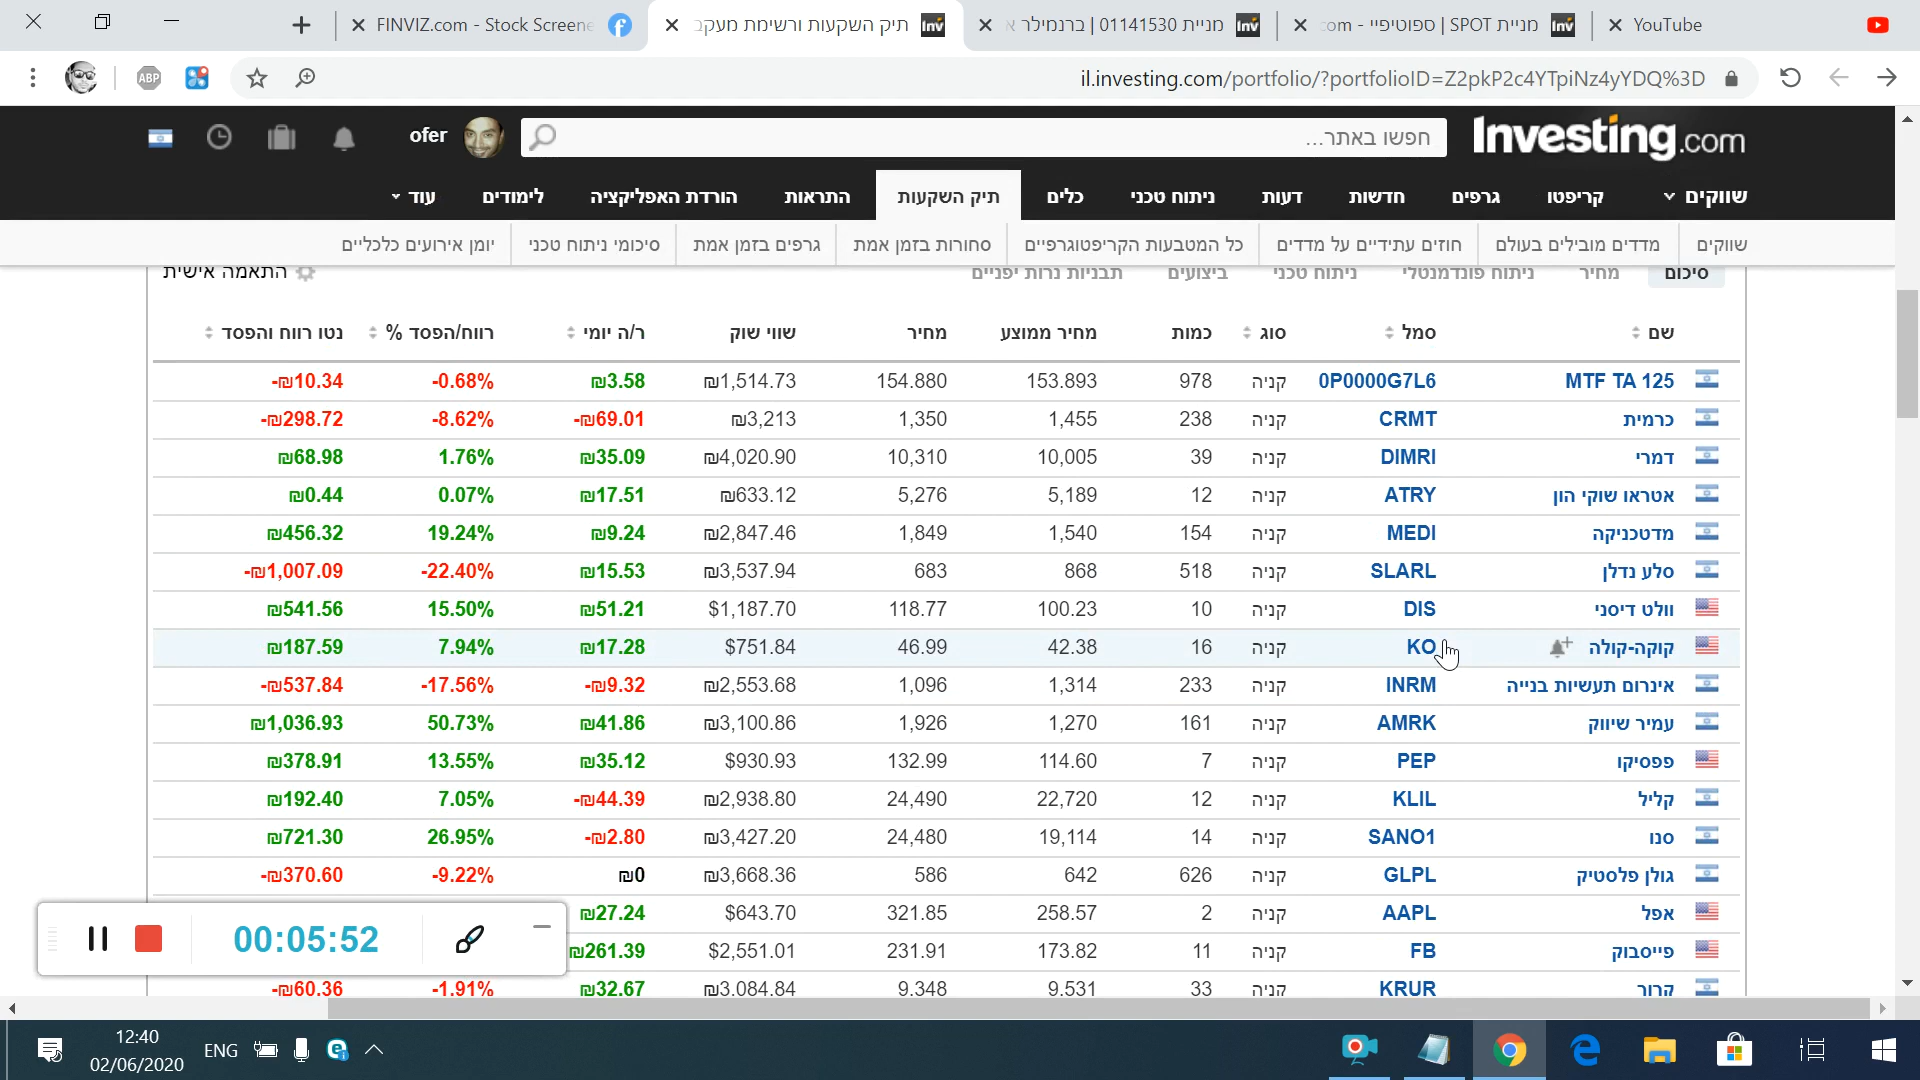 FINVIZ.com - Stock Screene
תיק השקעות ורשימת מעקב
מניית 01141530 | ברנמילר א
מניית SPOT | ספוטיפיי - com
YouTube
il.investing.com/portfolio/?portfolioID=Z2pkP2c4YTpiNz4yYDQ%3D
ABP
Investing.com
חפשו באתר...
ofer
שווקים קריפטו גרפים חדשות דעות ניתוח טכני כלים תיק השקעות התראות הורדת האפליקציה לימודים עוד
שווקים מדדים מובילים בעולם חוזים עתידיים על מדדים כל המטבעות הקריפטוגרפיים סחורות בזמן אמת גרפים בזמן אמת סיכומי ניתוח טכני יומן אירועים כלכליים
סיכום מחיר ניתוח פונדמנטלי ניתוח טכני ביצועים תבניות נרות יפניים התאמה אישית
שם סמל סוג כמות מחיר ממוצע מחיר שווי שוק ר/ה יומי רווח/הפסד % נטו רווח והפסד
MTF TA 125 0P0000G7L6 קניה 978 153.893 154.880 ₪1,514.73 ₪3.58 -0.68% -₪10.34
כרמית CRMT קניה 238 1,455 1,350 ₪3,213 -₪69.01 -8.62% -₪298.72
דמרי DIMRI קניה 39 10,005 10,310 ₪4,020.90 ₪35.09 1.76% ₪68.98
אטראו שוקי הון ATRY קניה 12 5,189 5,276 ₪633.12 ₪17.51 0.07% ₪0.44
מדטכניקה MEDI קניה 154 1,540 1,849 ₪2,847.46 ₪9.24 19.24% ₪456.32
סלע נדלן SLARL קניה 518 868 683 ₪3,537.94 ₪15.53 -22.40% -₪1,007.09
וולט דיסני DIS קניה 10 100.23 118.77 $1,187.70 ₪51.21 15.50% ₪541.56
קוקה-קולה KO קניה 16 42.38 46.99 $751.84 ₪17.28 7.94% ₪187.59
אינרום תעשיות בנייה INRM קניה 233 1,314 1,096 ₪2,553.68 -₪9.32 -17.56% -₪537.84
עמיר שיווק AMRK קניה 161 1,270 1,926 ₪3,100.86 ₪41.86 50.73% ₪1,036.93
פפסיקו PEP קניה 7 114.60 132.99 $930.93 ₪35.12 13.55% ₪378.91
קליל KLIL קניה 12 22,720 24,490 ₪2,938.80 -₪44.39 7.05% ₪192.40
סנו SANO1 קניה 14 19,114 24,480 ₪3,427.20 -₪2.80 26.95% ₪721.30
גולן פלסטיק GLPL קניה 626 642 586 ₪3,668.36 ₪0 -9.22% -₪370.60
אפל AAPL קניה 2 258.57 321.85 $643.70 ₪27.24
פייסבוק FB קניה 11 173.82 231.91 $2,551.01 ₪261.39
קרור KRUR קניה 33 9,531 9,348 ₪3,084.84 ₪32.67 -1.91% -₪60.36
00:05:52
12:40
02/06/2020
ENG